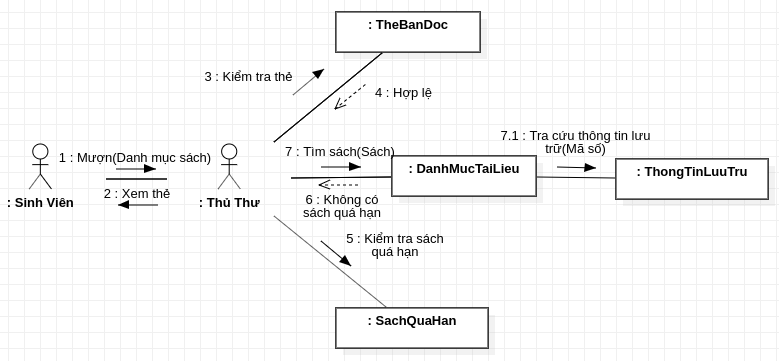 : TheBanDoc
3 : Kiểm tra thẻ
4 : Hợp lệ
1 : Mượn(Danh mục sách)
2 : Xem thẻ
: Sinh Viên
: Thủ Thư
7 : Tìm sách(Sách)
: DanhMucTaiLieu
6 : Không có
sách quá hạn
7.1 : Tra cứu thông tin lưu
trữ(Mã số)
: ThongTinLuuTru
5 : Kiểm tra sách
quá hạn
: SachQuaHan